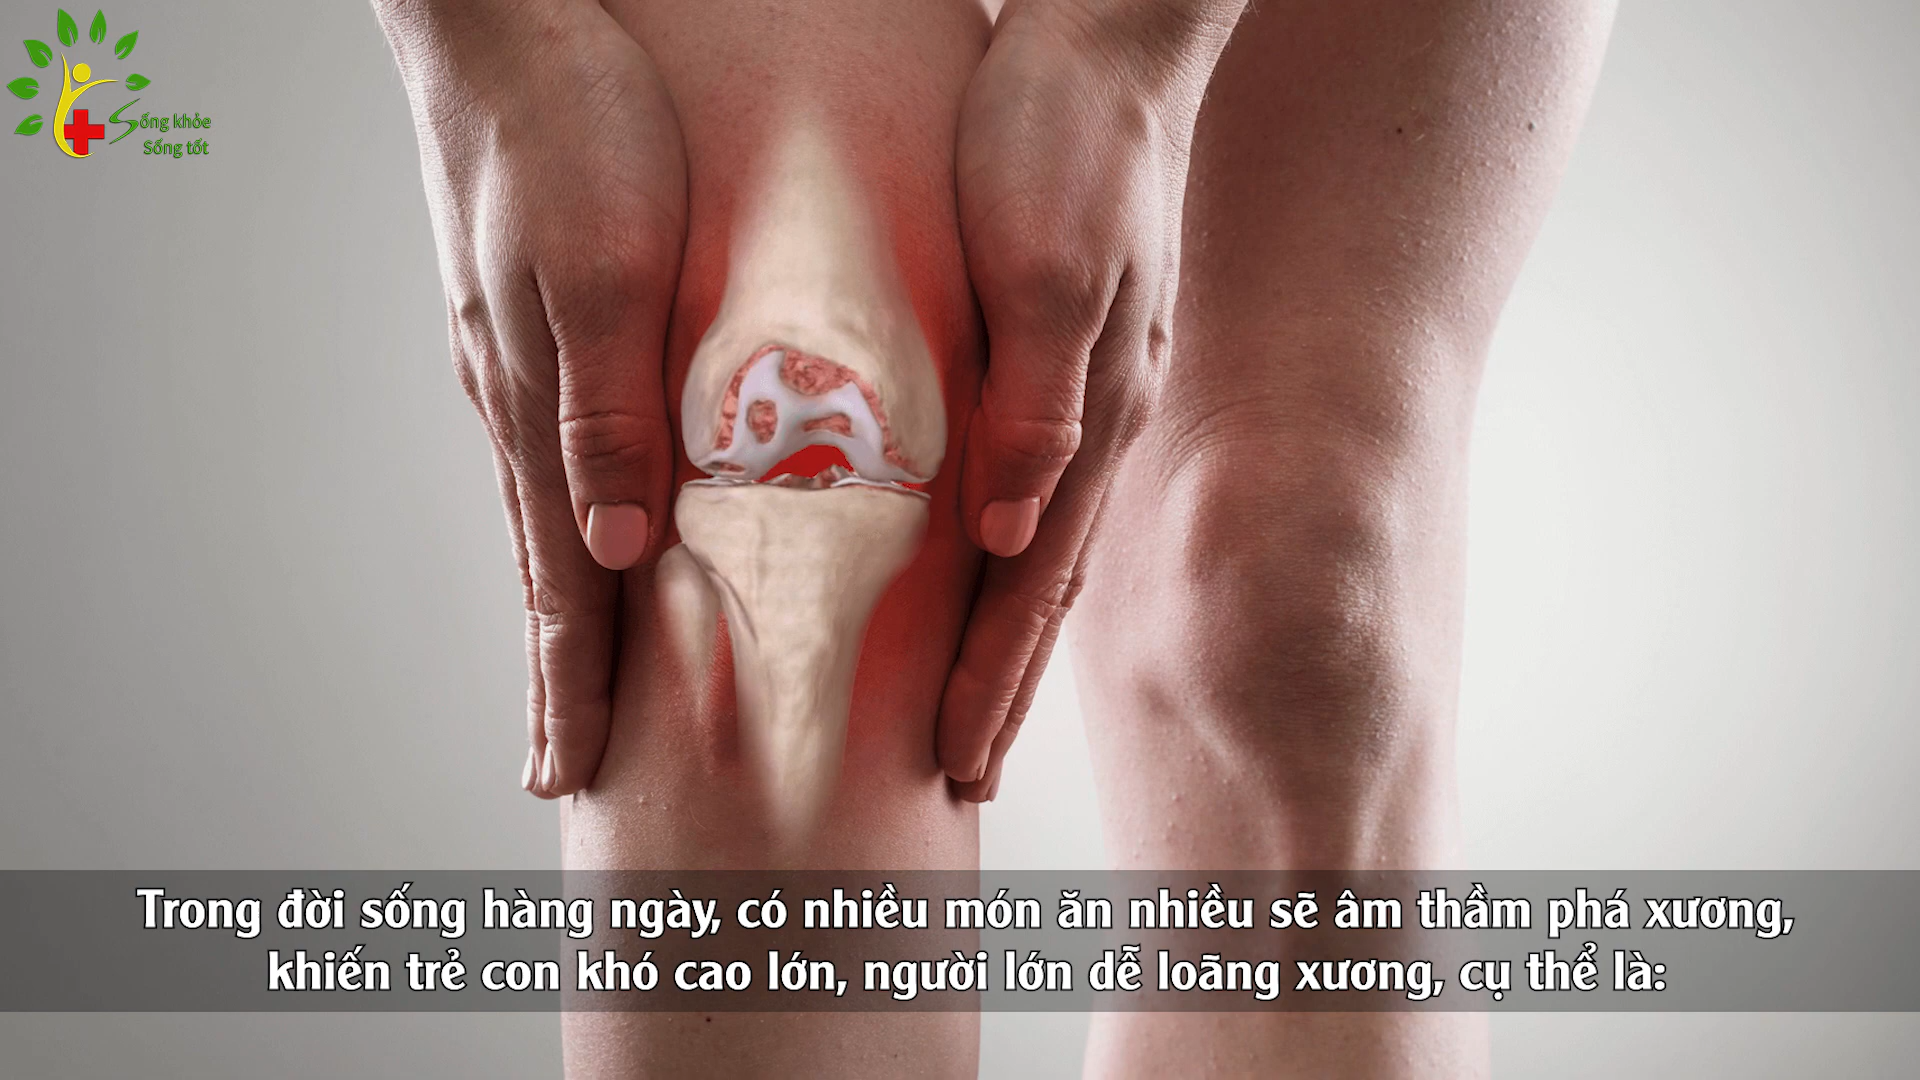 Sống khỏe
Sống tốt
Trong đời sống hàng ngày, có nhiều món ăn nhiều sẽ âm thầm phá xương,
khiến trẻ con khó cao lớn, người lớn dễ loãng xương, cụ thể là: